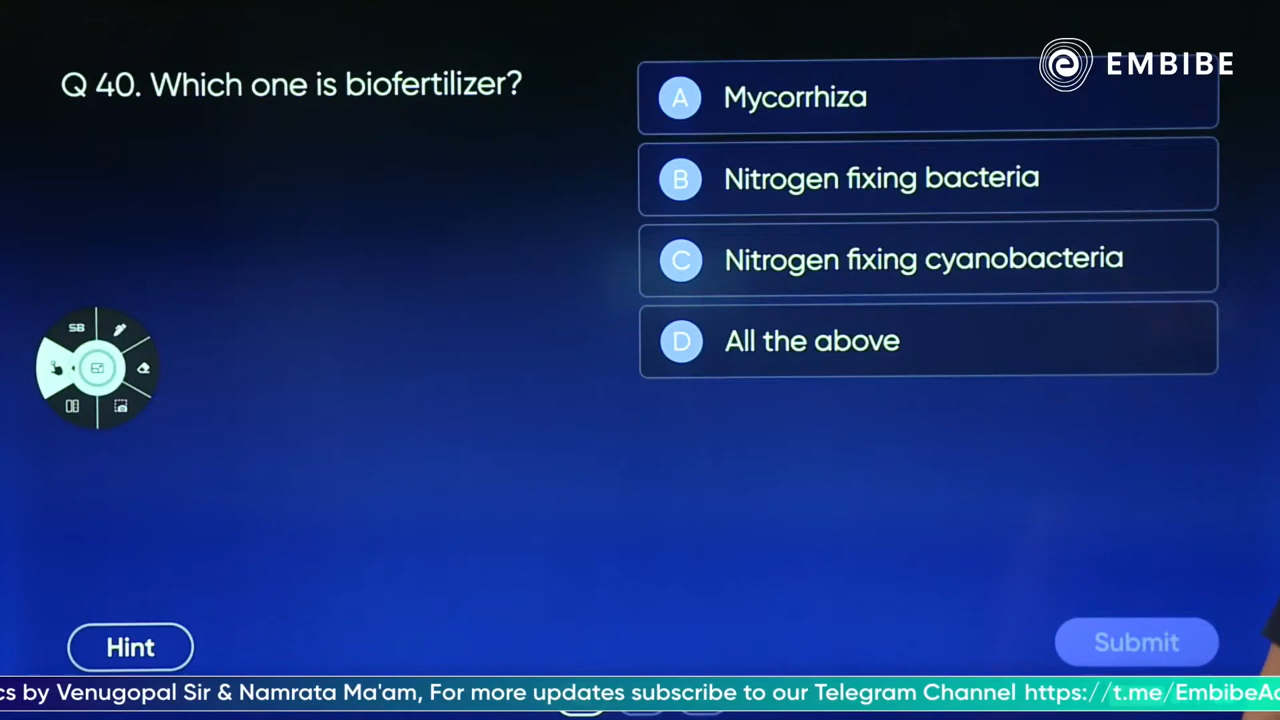 EMBIBE
Q 40. Which one is biofertilizer?
A Mycorrhiza
B Nitrogen fixing bacteria
C Nitrogen fixing cyanobacteria
D All the above
SB
Hint
Submit
cs by Venugopal Sir & Namrata Ma'am, For more updates subscribe to our Telegram Channel https://t.me/EmbibeAc